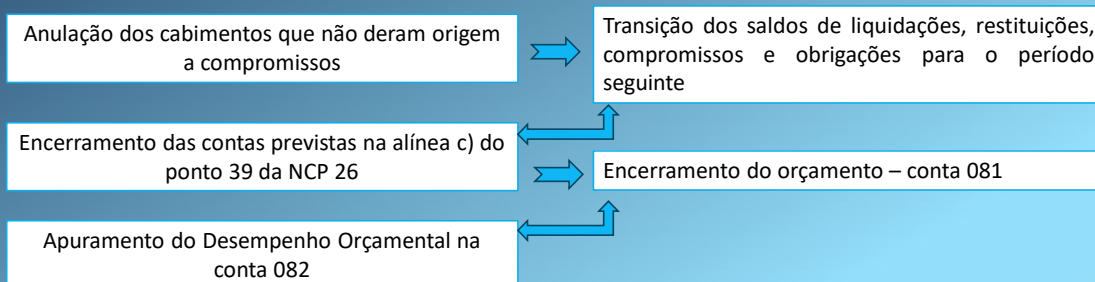 Anulação dos cabimentos que não deram origem
a compromissos
Transição dos saldos de liquidações, restituições,
compromissos e obrigações para o período
seguinte
Encerramento das contas previstas na alínea c) do
ponto 39 da NCP 26
Encerramento do orçamento – conta 081
Apuramento do Desempenho Orçamental na
conta 082